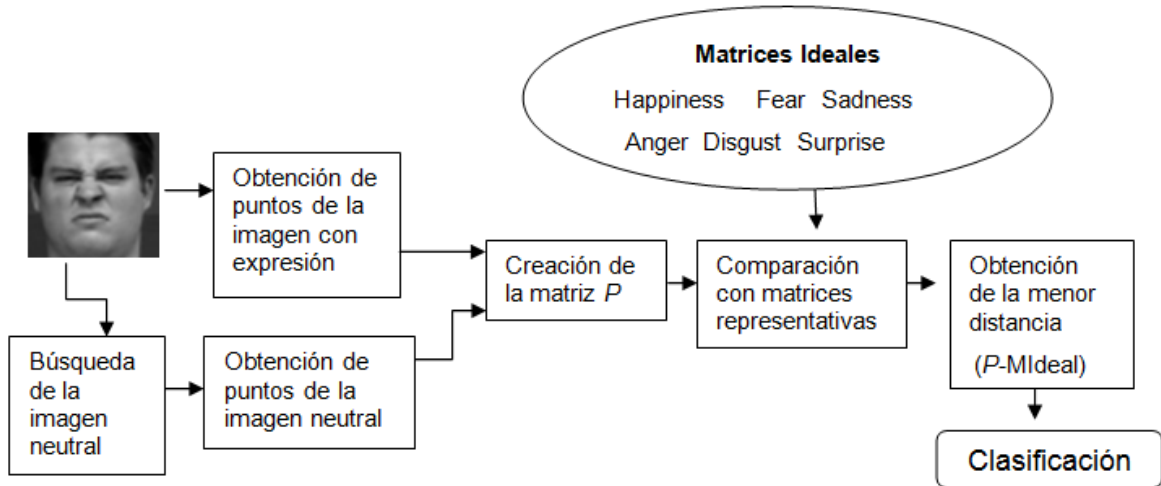 Matrices Ideales
Happiness Fear Sadness
Anger Disgust Surprise
Obtención de
puntos de la
imagen con
expresión
Búsqueda
de la
imagen
neutral
Obtención de
puntos de la
imagen neutral
Creación de
la matriz P
Comparación
con matrices
representativas
Obtención
de la menor
distancia
(P-MIdeal)
Clasificación